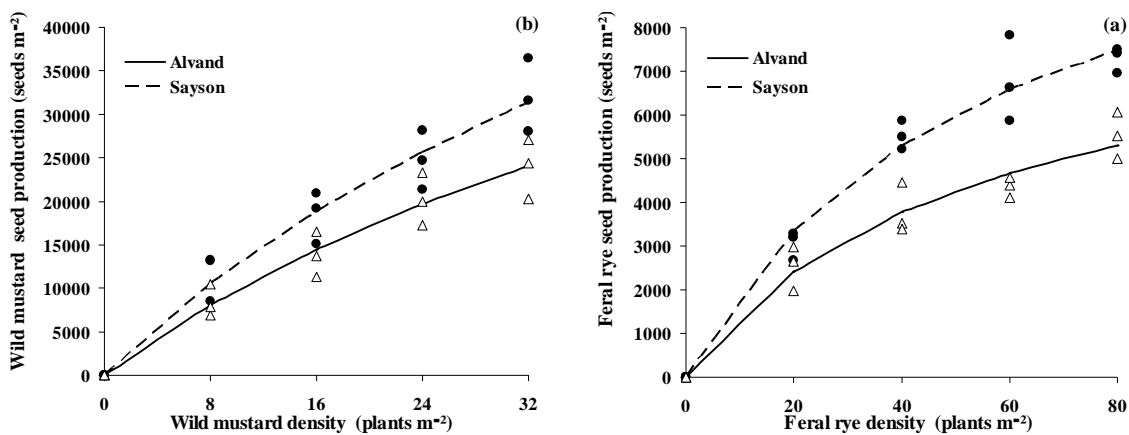 (b)
Wild mustard seed production (seeds m⁻²)
40000
35000
30000
25000
20000
15000
10000
5000
0
Alvand
Sayson
0 8 16 24 32
Wild mustard density (plants m⁻²)
(a)
Feral rye seed production (seeds m⁻²)
8000
7000
6000
5000
4000
3000
2000
1000
0
Alvand
Sayson
0 20 40 60 80
Feral rye density (plants m⁻²)